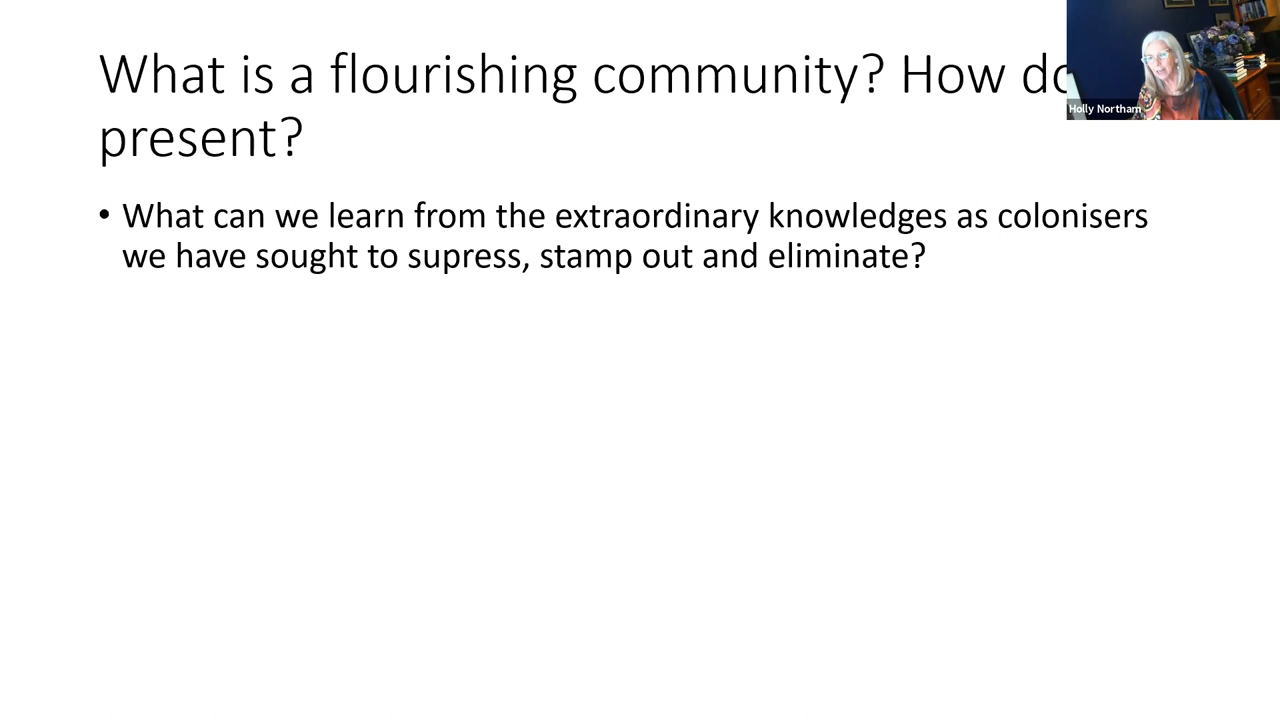 What is a flourishing community? How do
present?
Holly Northam
• What can we learn from the extraordinary knowledges as colonisers
we have sought to supress, stamp out and eliminate?